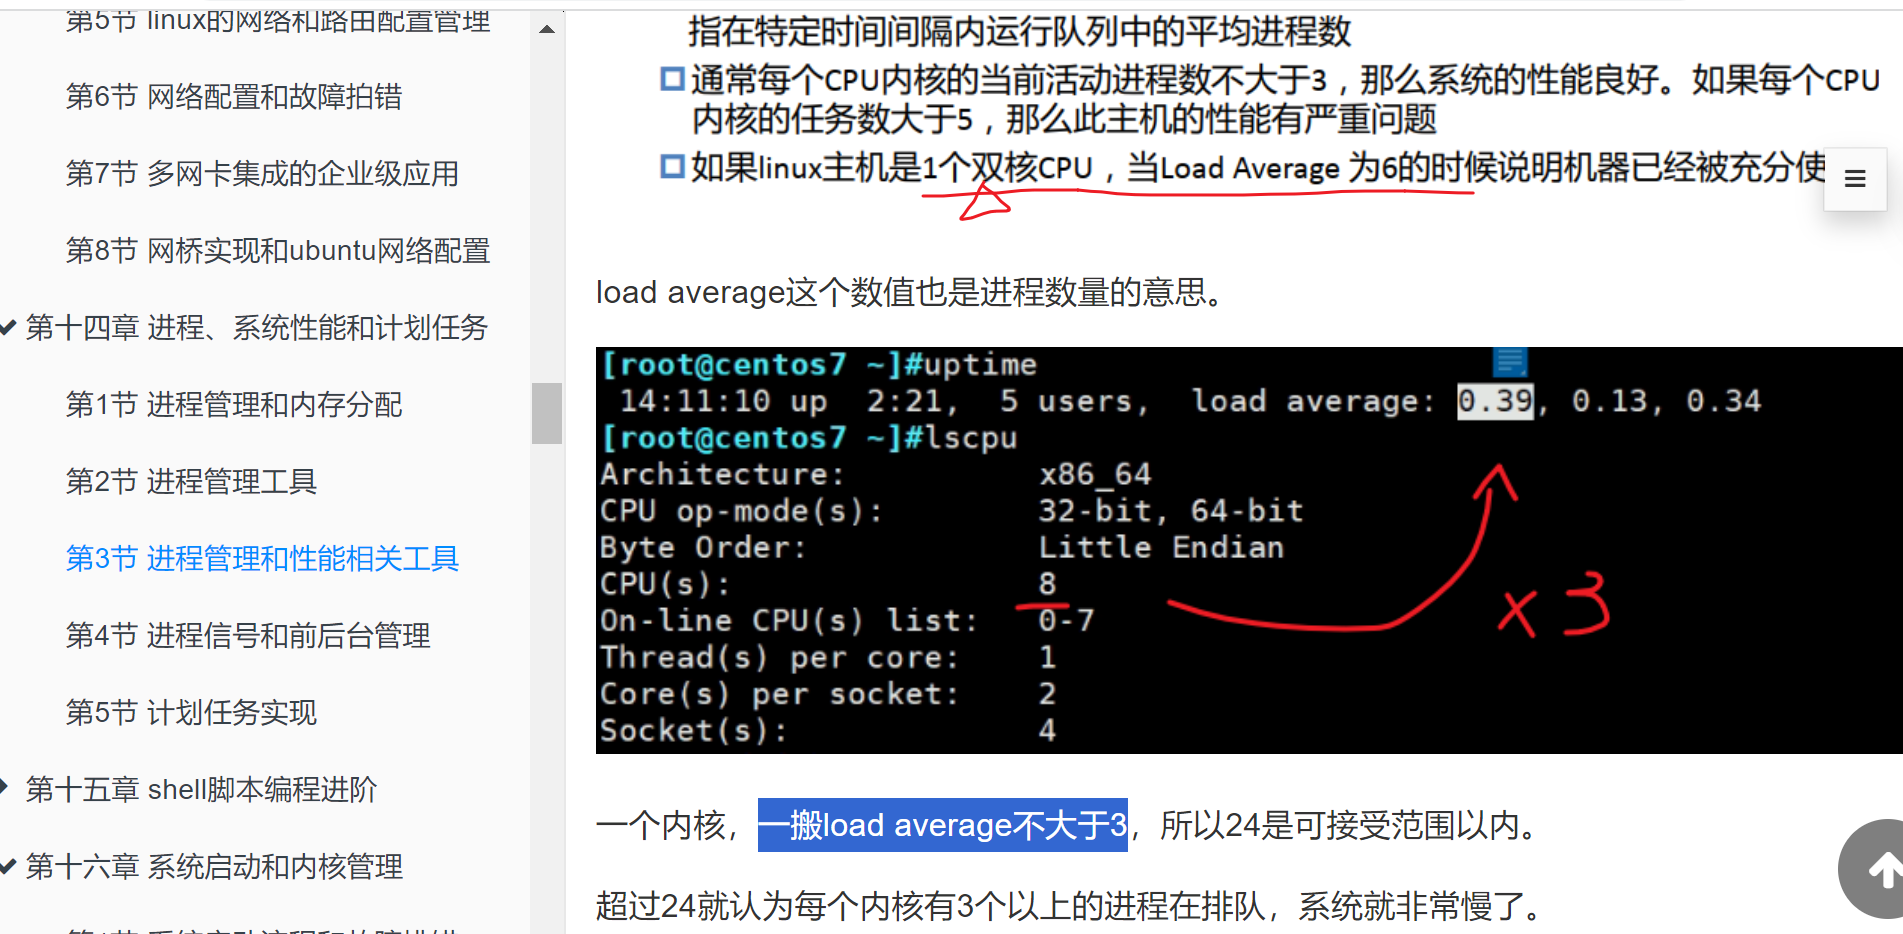 第5节 linux的网络和路由配置管理
第6节 网络配置和故障拍错
第7节 多网卡集成的企业级应用
第8节 网桥实现和ubuntu网络配置
第十四章 进程、系统性能和计划任务
第1节 进程管理和内存分配
第2节 进程管理工具
第3节 进程管理和性能相关工具
第4节 进程信号和前后台管理
第5节 计划任务实现
第十五章 shell脚本编程进阶
第十六章 系统启动和内核管理
指在特定时间间隔内运行队列中的平均进程数
通常每个CPU内核的当前活动进程数不大于3，那么系统的性能良好。如果每个CPU
内核的任务数大于5，那么此主机的性能有严重问题
如果linux主机是1个双核CPU，当Load Average 为6的时候说明机器已经被充分使
load average这个数值也是进程数量的意思。
[root@centos7 ~]#uptime
14:11:10 up  2:21,  5 users,  load average: 0.39, 0.13, 0.34
[root@centos7 ~]#lscpu
Architecture: x86_64
CPU op-mode(s): 32-bit, 64-bit
Byte Order: Little Endian
CPU(s): 8
On-line CPU(s) list: 0-7
Thread(s) per core: 1
Core(s) per socket: 2
Socket(s): 4
x3
一个内核，一搬load average不大于3，所以24是可接受范围以内。
超过24就认为每个内核有3个以上的进程在排队，系统就非常慢了。